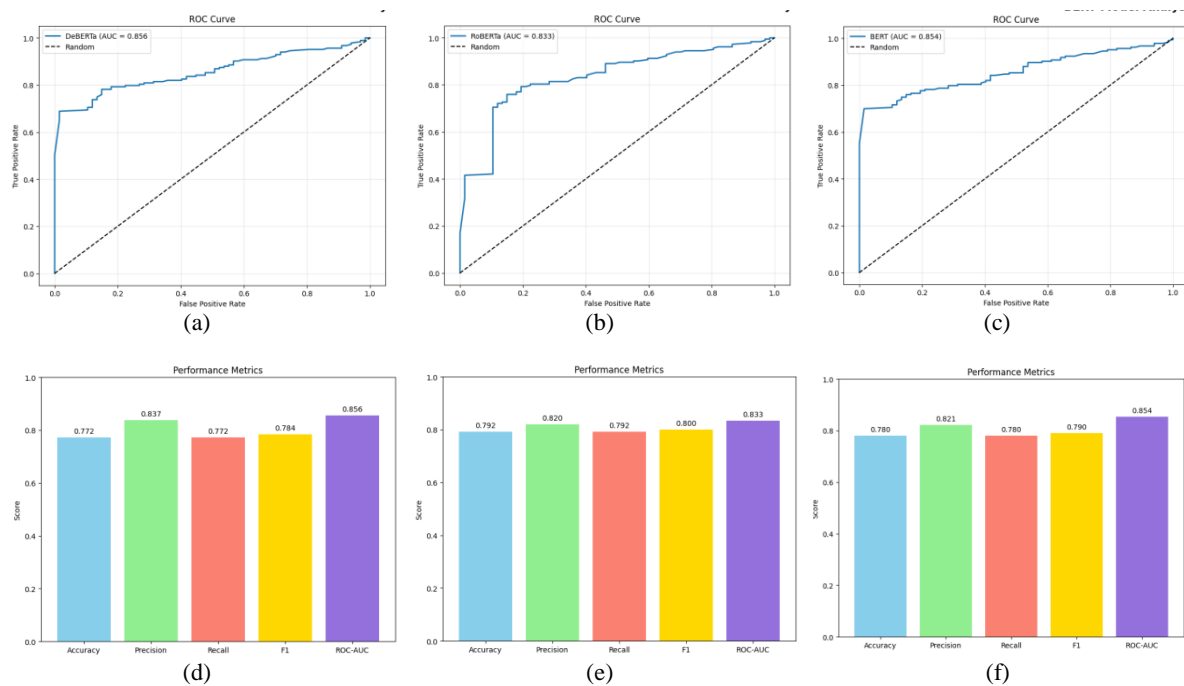 ROC Curve
DeBERTa (AUC = 0.856
Random
True Positive Rate
1.0
0.8
0.6
0.4
0.2
0.0
0.0 0.2 0.4 0.6 0.8 1.0
False Positive Rate
(a)
ROC Curve
RoBERTa (AUC = 0.833)
Random
True Positive Rate
1.0
0.8
0.6
0.4
0.2
0.0
0.0 0.2 0.4 0.6 0.8 1.0
False Positive Rate
(b)
ROC Curve
BERT (AUC = 0.854)
Random
True Positive Rate
1.0
0.8
0.6
0.4
0.2
0.0
0.0 0.2 0.4 0.6 0.8 1.0
False Positive Rate
(c)
Performance Metrics
Score
1.0
0.8
0.6
0.4
0.2
0.0
0.772 0.837 0.772 0.784 0.856
Accuracy Precision Recall F1 ROC-AUC
(d)
Performance Metrics
Score
1.0
0.8
0.6
0.4
0.2
0.0
0.792 0.820 0.792 0.800 0.833
Accuracy Precision Recall F1 ROC-AUC
(e)
Performance Metrics
Score
1.0
0.8
0.6
0.4
0.2
0.0
0.780 0.821 0.780 0.790 0.854
Accuracy Precision Recall F1 ROC-AUC
(f)